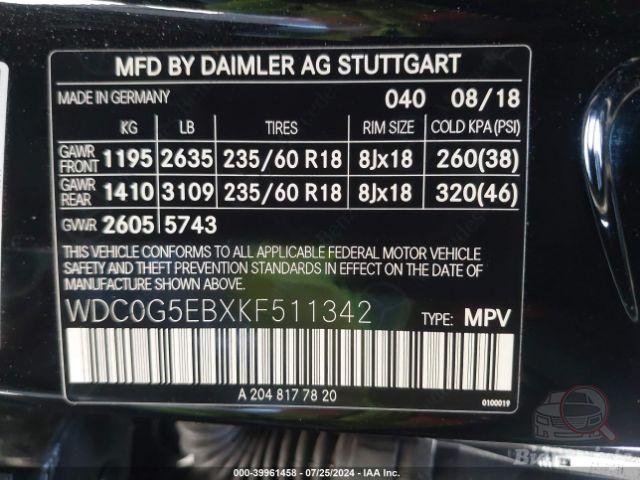 MFD BY DAIMLER AG STUTTGART
MADE IN GERMANY 040 08/18
KG LB TIRES RIM SIZE COLD KPA (PSI)
GAWR FRONT 1195 2635 235/60 R18 8Jx18 260(38)
GAWR REAR 1410 3109 235/60 R18 8Jx18 320(46)
GVWR 2605 5743
THIS VEHICLE CONFORMS TO ALL APPLICABLE FEDERAL MOTOR VEHICLE
SAFETY THEFT PREVENTION STANDARDS IN EFFECT ON THE DATE
OF MANUFACTURE SHOWN ABOVE.
WDC0G5EBXKF511342 TYPE: MPV
A 204 817 78 20
0100019
000-39961458 - 07/25/2024 - IAA Inc.